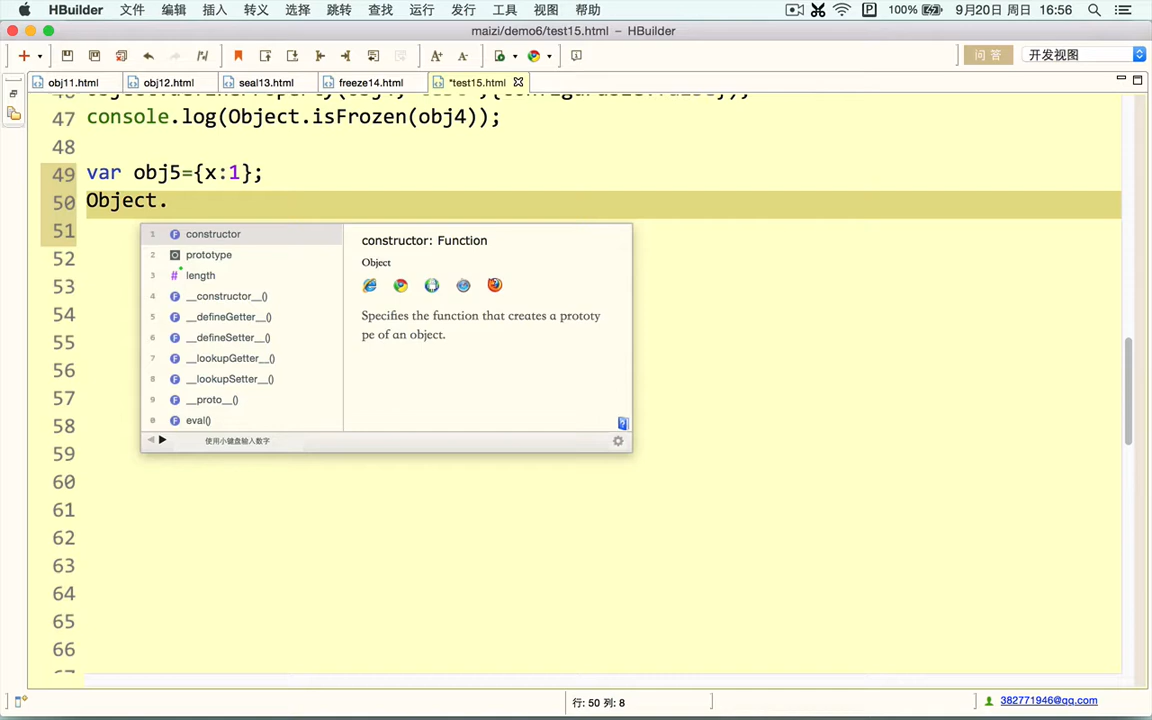 HBuilder 文件 编辑 插入 转义 选择 跳转 查找 运行 发行 工具 视图 帮助 P 100% 9月20日 周日 16:56
maizi/demo6/test15.html – HBuilder
问 答 开发视图
obj11.html obj12.html seal13.html freeze14.html *test15.html
47 console.log(Object.isFrozen(obj4));
48
49 var obj5={x:1};
50 Object.
51
1 F constructor
2 prototype
3 # length
4 F __constructor__()
5 F __defineGetter__()
6 F __defineSetter__()
7 F __lookupGetter__()
8 F __lookupSetter__()
9 F __proto__()
0 F eval()
使用小键盘输入数字
constructor: Function
Object
Specifies the function that creates a prototy
pe of an object.
52
53
54
55
56
57
58
59
60
61
62
63
64
65
66
行: 50 列: 8
382771946@qq.com